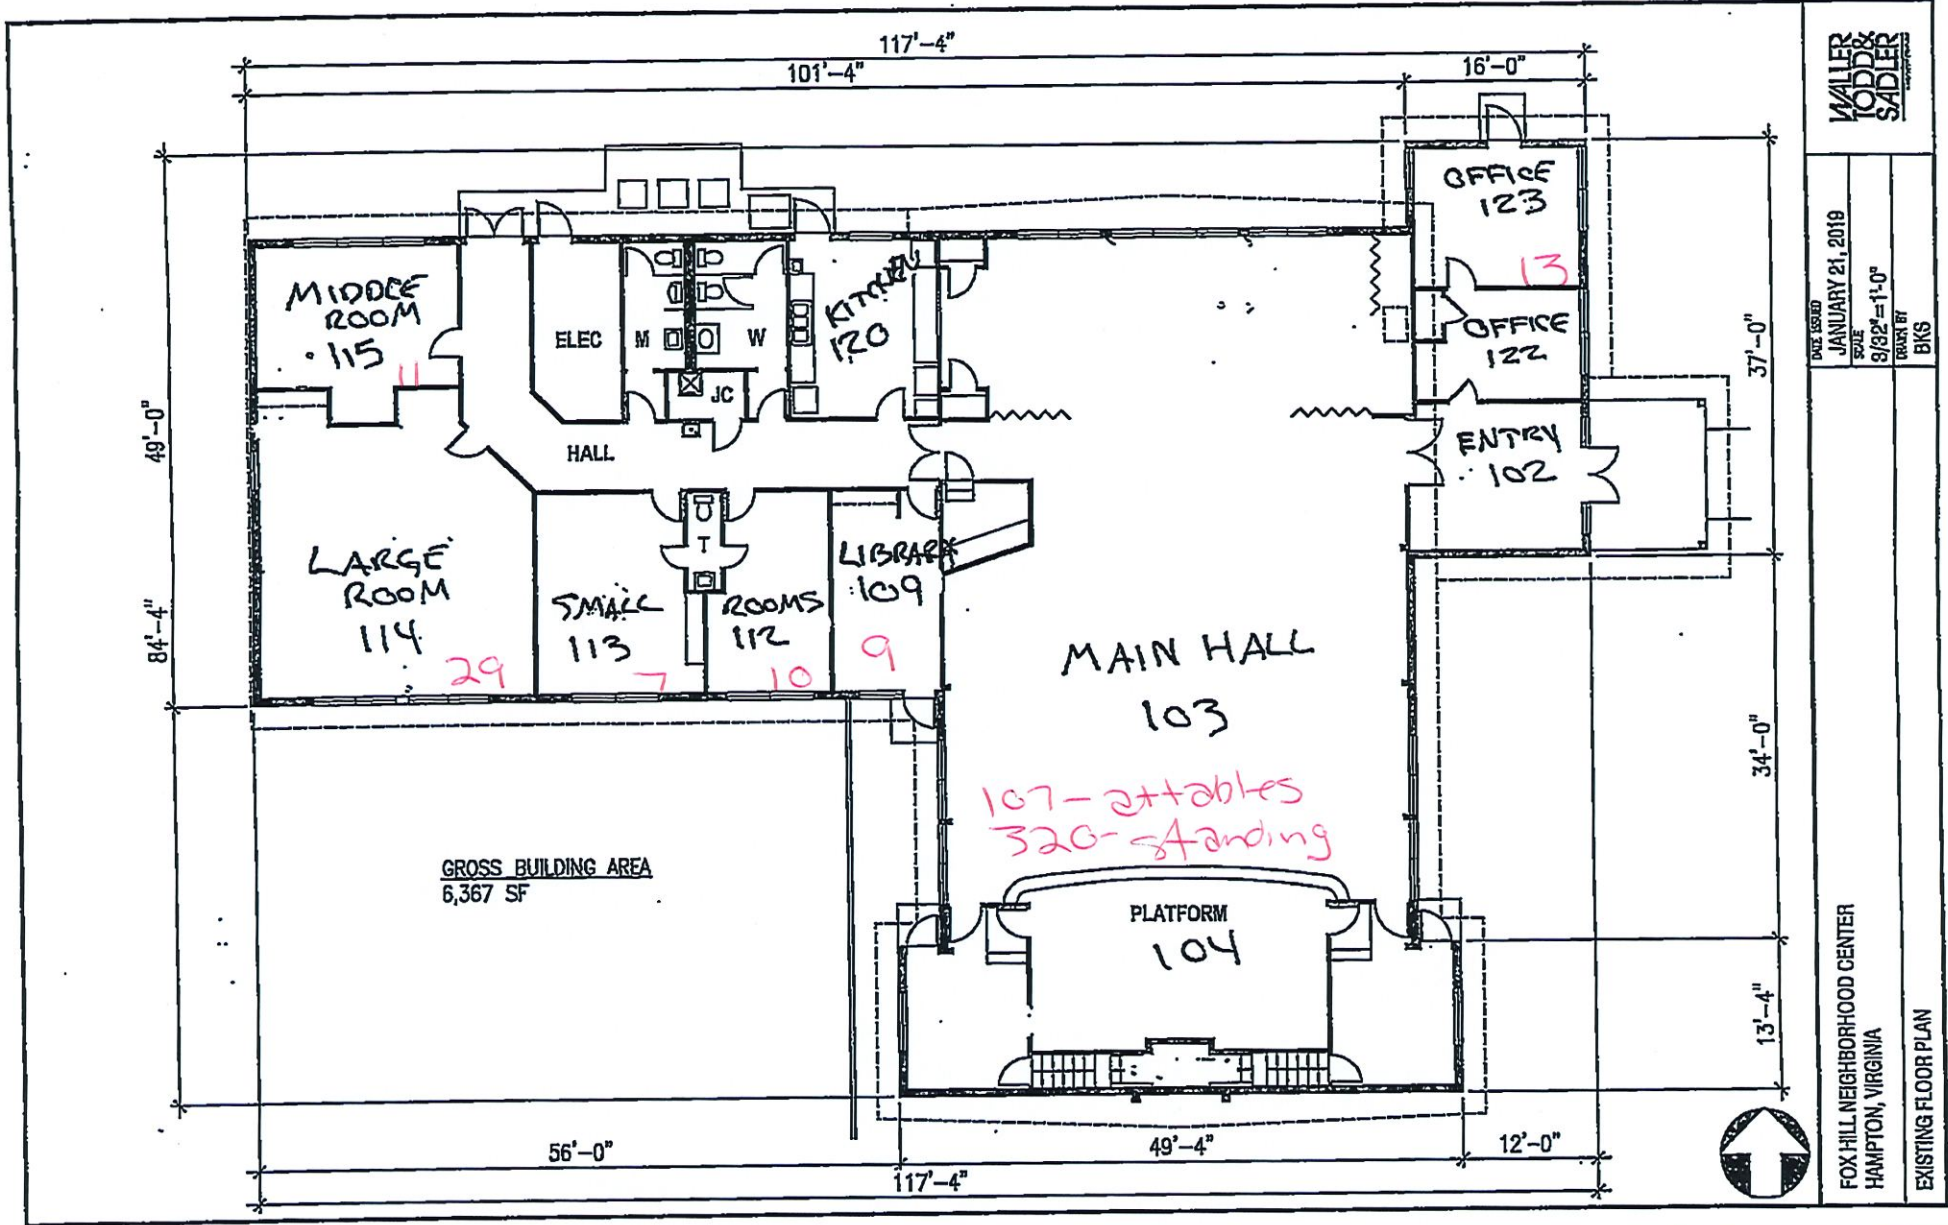 117'-4"
101'-4"
16'-0"
WALLER
TODD&
SADLER
DATE ISSUED
JANUARY 21, 2019
SCALE
3/32"=1'-0"
DRAWN BY
BKS
OFFICE
123
13
MIDDLE
ROOM
115
11
ELEC
M
W
KITCHEN
120
JC
OFFICE
122
37'-0"
49'-0"
HALL
ENTRY
102
LARGE
ROOM
114
29
SMALL
113
7
T
ROOMS
112
10
LIBRARY
109
9
84'-4"
MAIN HALL
103
107-at tables
320-standing
34'-0"
GROSS BUILDING AREA
6,367 SF
PLATFORM
104
13'-4"
56'-0"
49'-4"
12'-0"
117'-4"
FOX HILL NEIGHBORHOOD CENTER
HAMPTON, VIRGINIA
EXISTING FLOOR PLAN